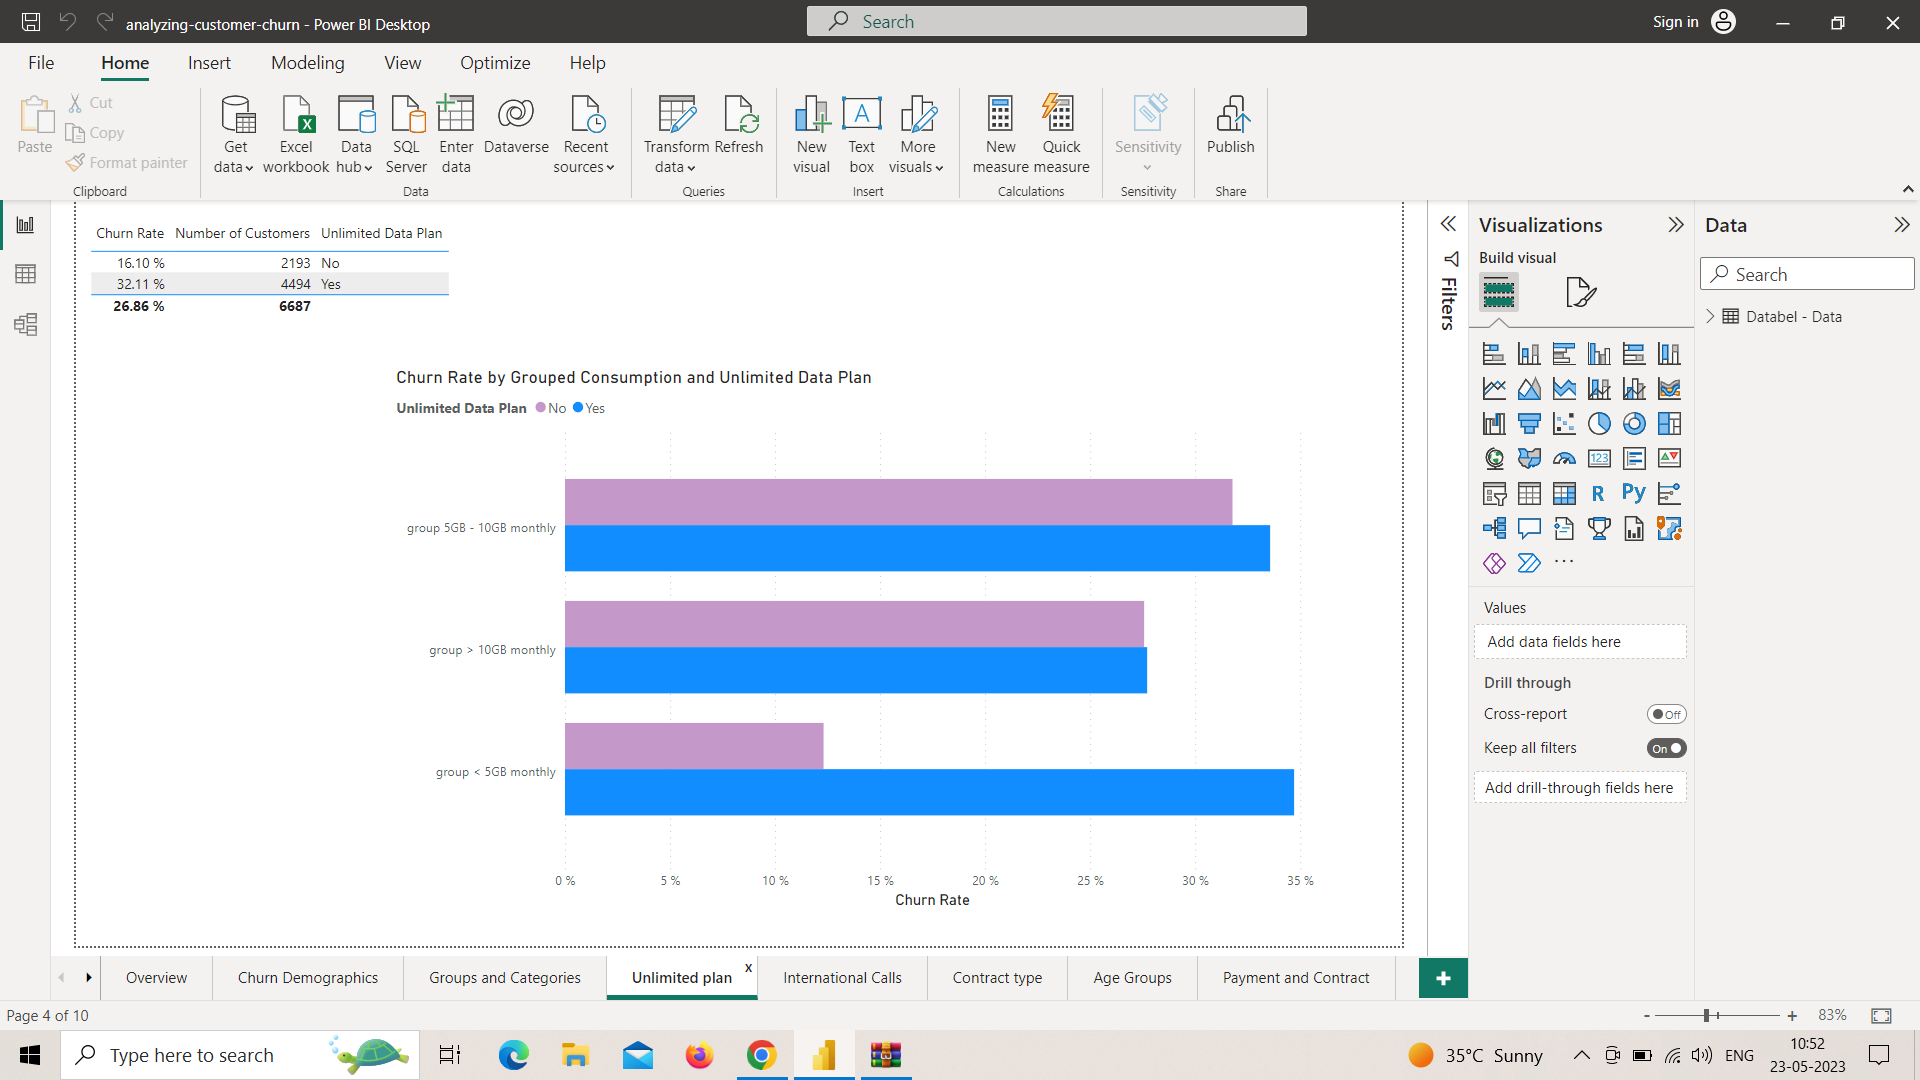 analyzing-customer-churn - Power BI Desktop
Search
Sign in
File Home Insert Modeling View Optimize Help
Paste
Cut
Copy
Format painter
Clipboard
Get data
Excel workbook
Data hub
SQL Server
Enter data
Dataverse
Recent sources
Data
Transform data
Refresh
Queries
New visual
A
Text box
More visuals
Insert
New measure
Quick measure
Calculations
Sensitivity
Sensitivity
Publish
Share
Churn Rate Number of Customers Unlimited Data Plan
16.10 % 2193 No
32.11 % 4494 Yes
26.86 % 6687
Churn Rate by Grouped Consumption and Unlimited Data Plan
Unlimited Data Plan No Yes
group 5GB - 10GB monthly
group > 10GB monthly
group < 5GB monthly
0 % 5 % 10 % 15 % 20 % 25 % 30 % 35 %
Churn Rate
Filters
Visualizations
Build visual
123
R
Py
...
Values
Add data fields here
Drill through
Cross-report Off
Keep all filters On
Add drill-through fields here
Data
Search
Databel - Data
Overview Churn Demographics Groups and Categories Unlimited plan x International Calls Contract type Age Groups Payment and Contract +
Page 4 of 10
- + 83%
Type here to search
35°C Sunny
ENG
10:52
23-05-2023